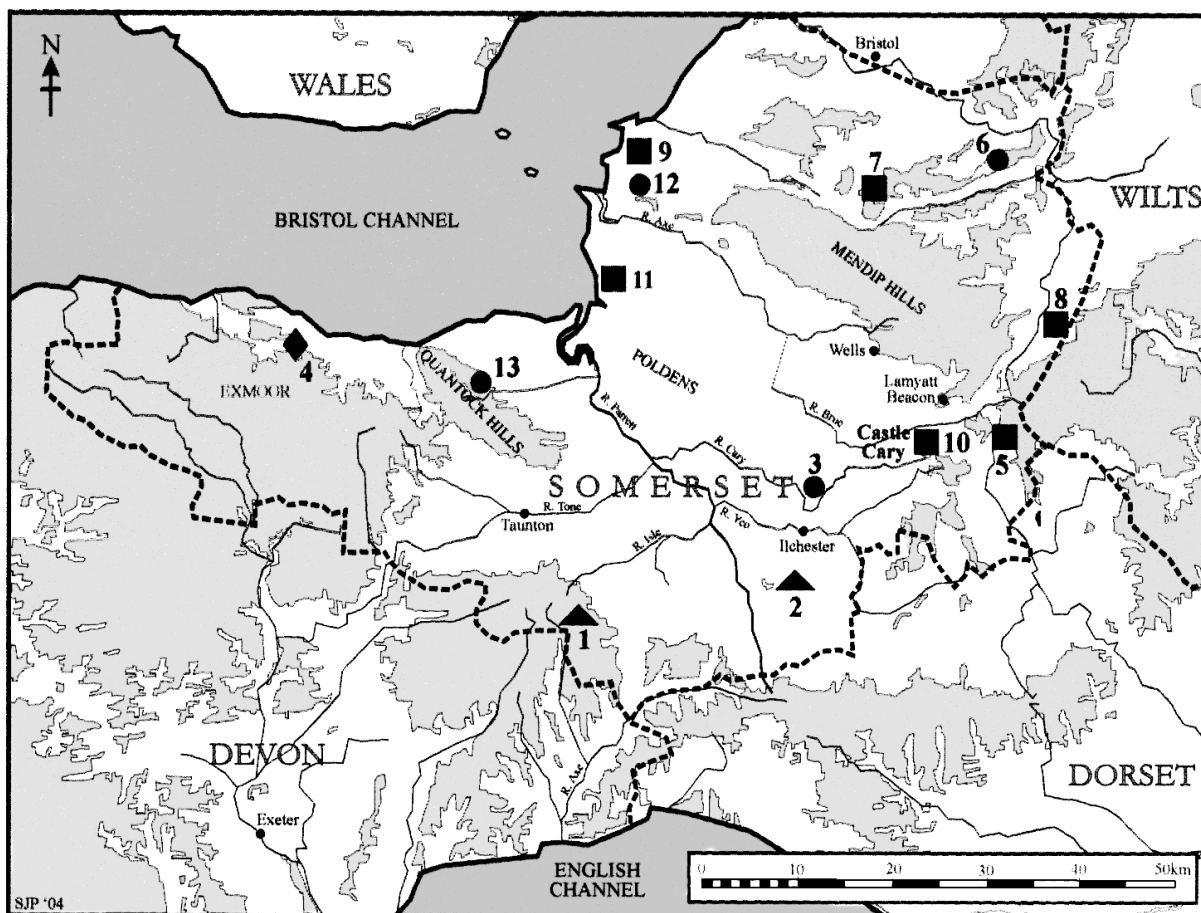 N
WALES
Bristol
9
12
7
6
WILTS
BRISTOL CHANNEL
R. Axe
MENDIP HILLS
11
8
4
EXMOOR
QUANTOCK HILLS
13
POLDENS
Wells
Lamyatt
Beacon
R. Parrett
R. Brue
Castle
Cary
10
5
R. Cary
3
SOMERSET
R. Tone
Taunton
R. Yeo
Ilchester
R. Isle
2
1
DEVON
R. Axe
DORSET
Exeter
ENGLISH
CHANNEL
0 10 20 30 40 50km
SJP '04